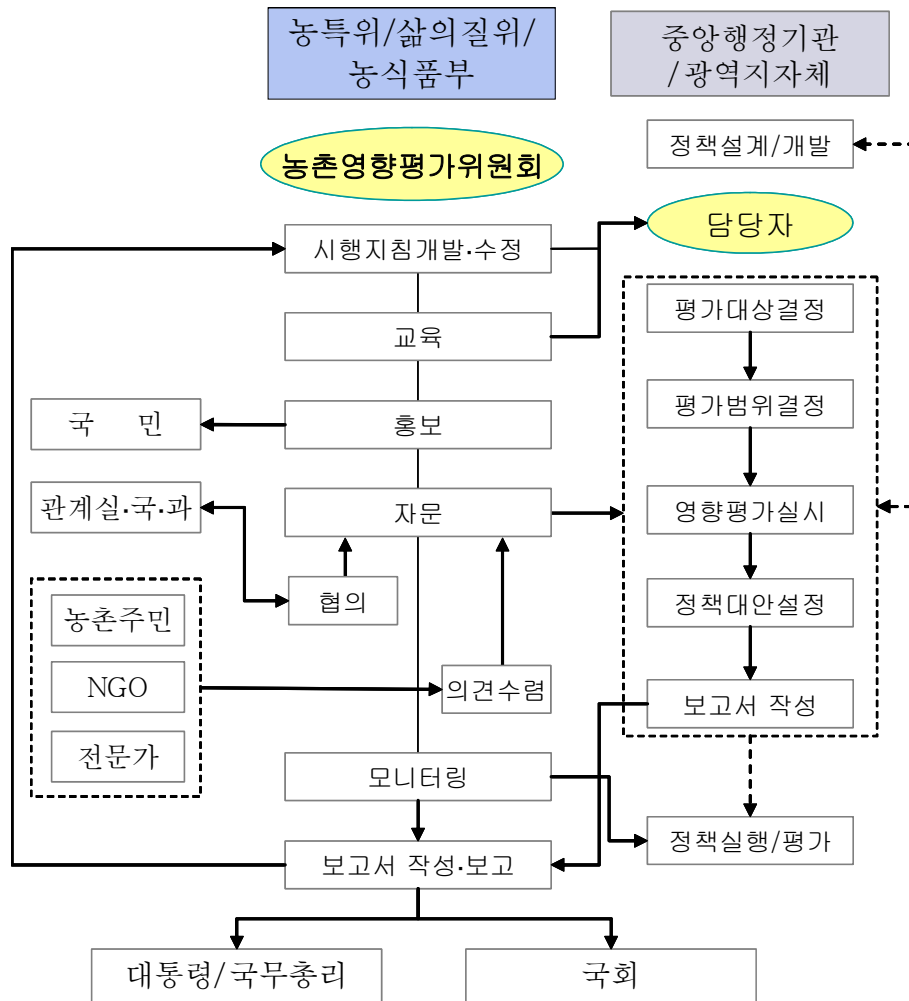 농특위/삶의질위/
농식품부
중앙행정기관
/광역지자체
정책설계/개발
농촌영향평가위원회
담당자
시행지침개발·수정
평가대상결정
교육
평가범위결정
국 민
홍보
관계실·국·과
자문
영향평가실시
협의
정책대안설정
농촌주민
NGO
의견수렴
보고서 작성
전문가
모니터링
정책실행/평가
보고서 작성·보고
대통령/국무총리
국회